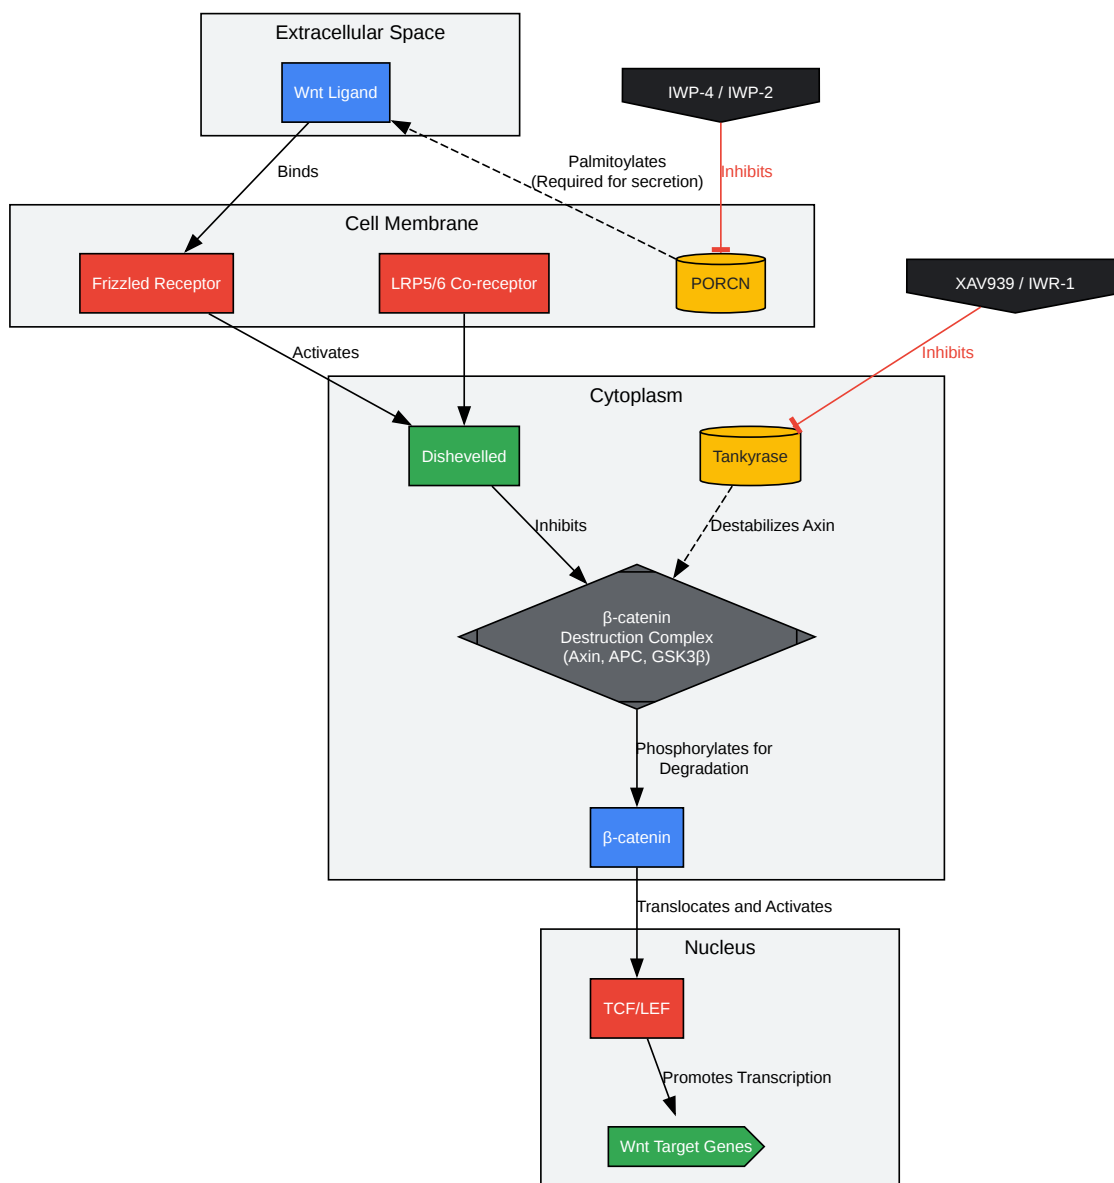 Extracellular Space
Wnt Ligand
IWP-4 / IWP-2
Binds
Palmitoylates
(Required for secretion)
Inhibits
Cell Membrane
Frizzled Receptor
LRP5/6 Co-receptor
PORCN
XAV939 / IWR-1
Activates
Inhibits
Cytoplasm
Dishevelled
Tankyrase
Inhibits
Destabilizes Axin
β-catenin
Destruction Complex
(Axin, APC, GSK3β)
Phosphorylates for
Degradation
β-catenin
Translocates and Activates
Nucleus
TCF/LEF
Promotes Transcription
Wnt Target Genes